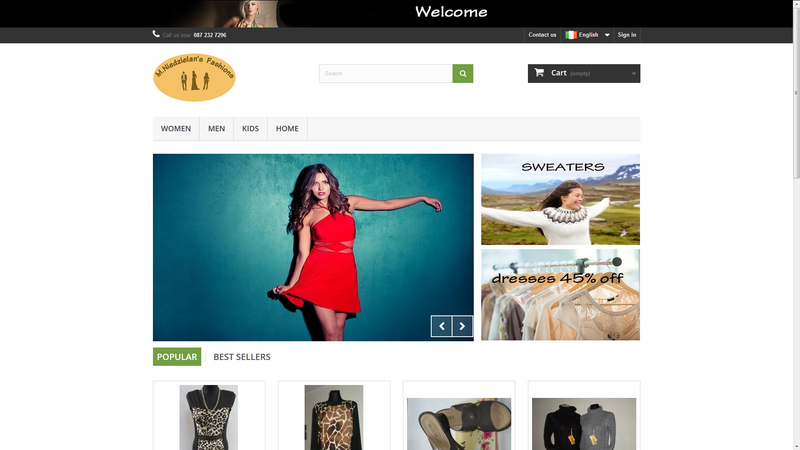 Welcome
Call us now: 087 232 7296
Contact us
English
Sign in
M.Niedzielan's Fashions
Search
Cart (empty)
WOMEN
MEN
KIDS
HOME
SWEATERS
dresses 45% off
POPULAR
BEST SELLERS